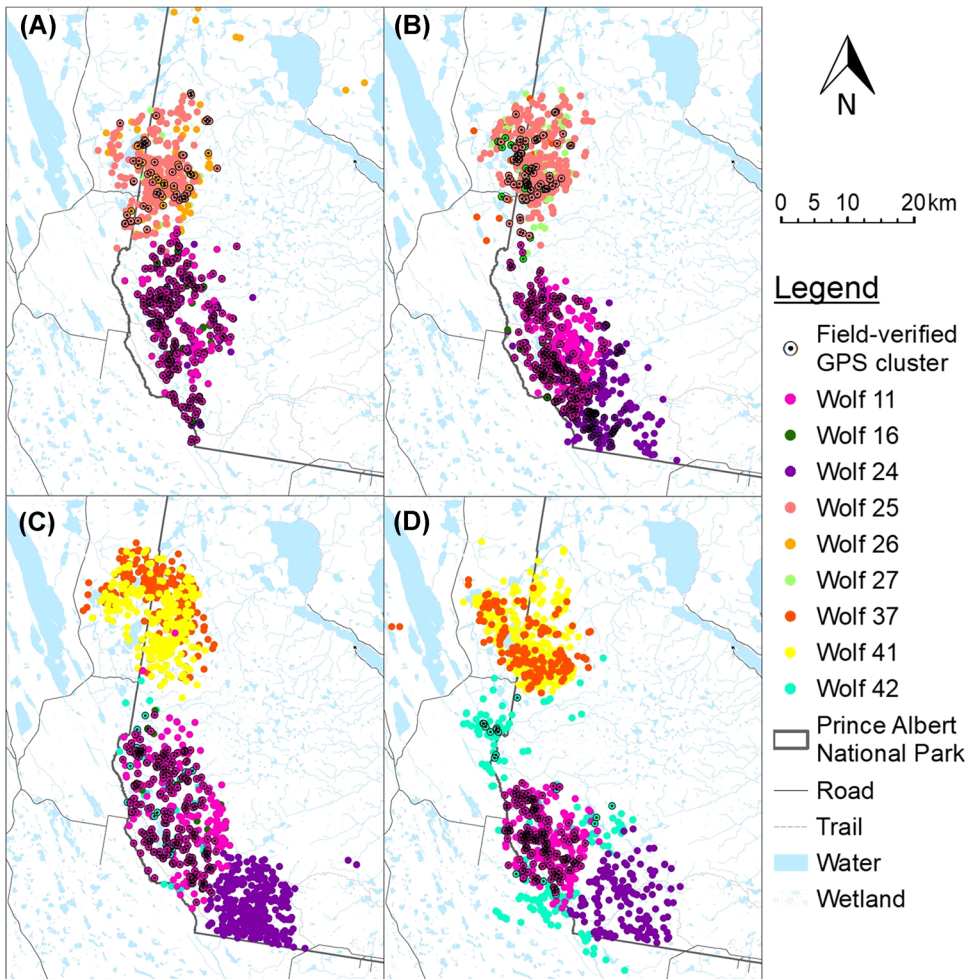 (A)
(B)
N
0 5 10 20 km
Legend
Field-verified
GPS cluster
Wolf 11
Wolf 16
Wolf 24
Wolf 25
Wolf 26
Wolf 27
Wolf 37
Wolf 41
Wolf 42
Prince Albert
National Park
Road
Trail
Water
Wetland
(C)
(D)